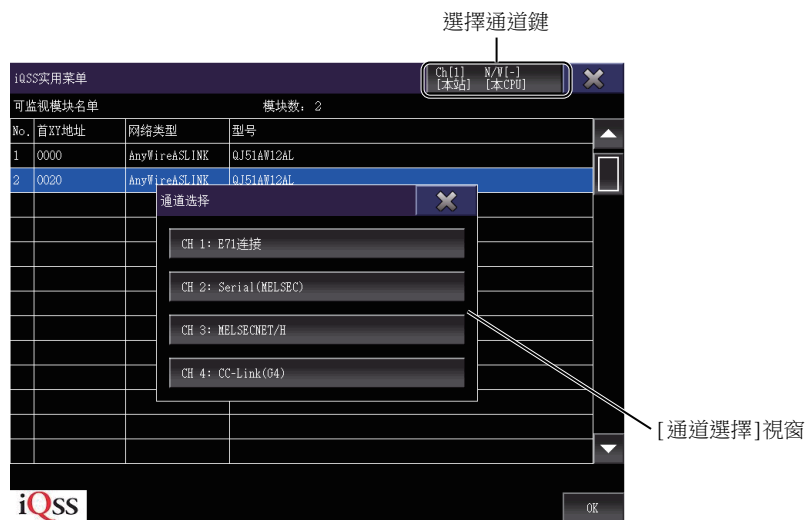 選擇通道鍵
iQSS实用菜单
Ch[1] N/W[-]
[本站] [本CPU]
可监视模块名单 模块数: 2
No. 首XY地址 网络类型 型号
1 0000 AnyWireASLINK QJ51AW12AL
2 0020 AnyWireASLINK QJ51AW12AL
通道选择
CH 1: E71连接
CH 2: Serial(MELSEC)
CH 3: MELSECNET/H
CH 4: CC-Link(G4)
[通道選擇]視窗
iQss
OK